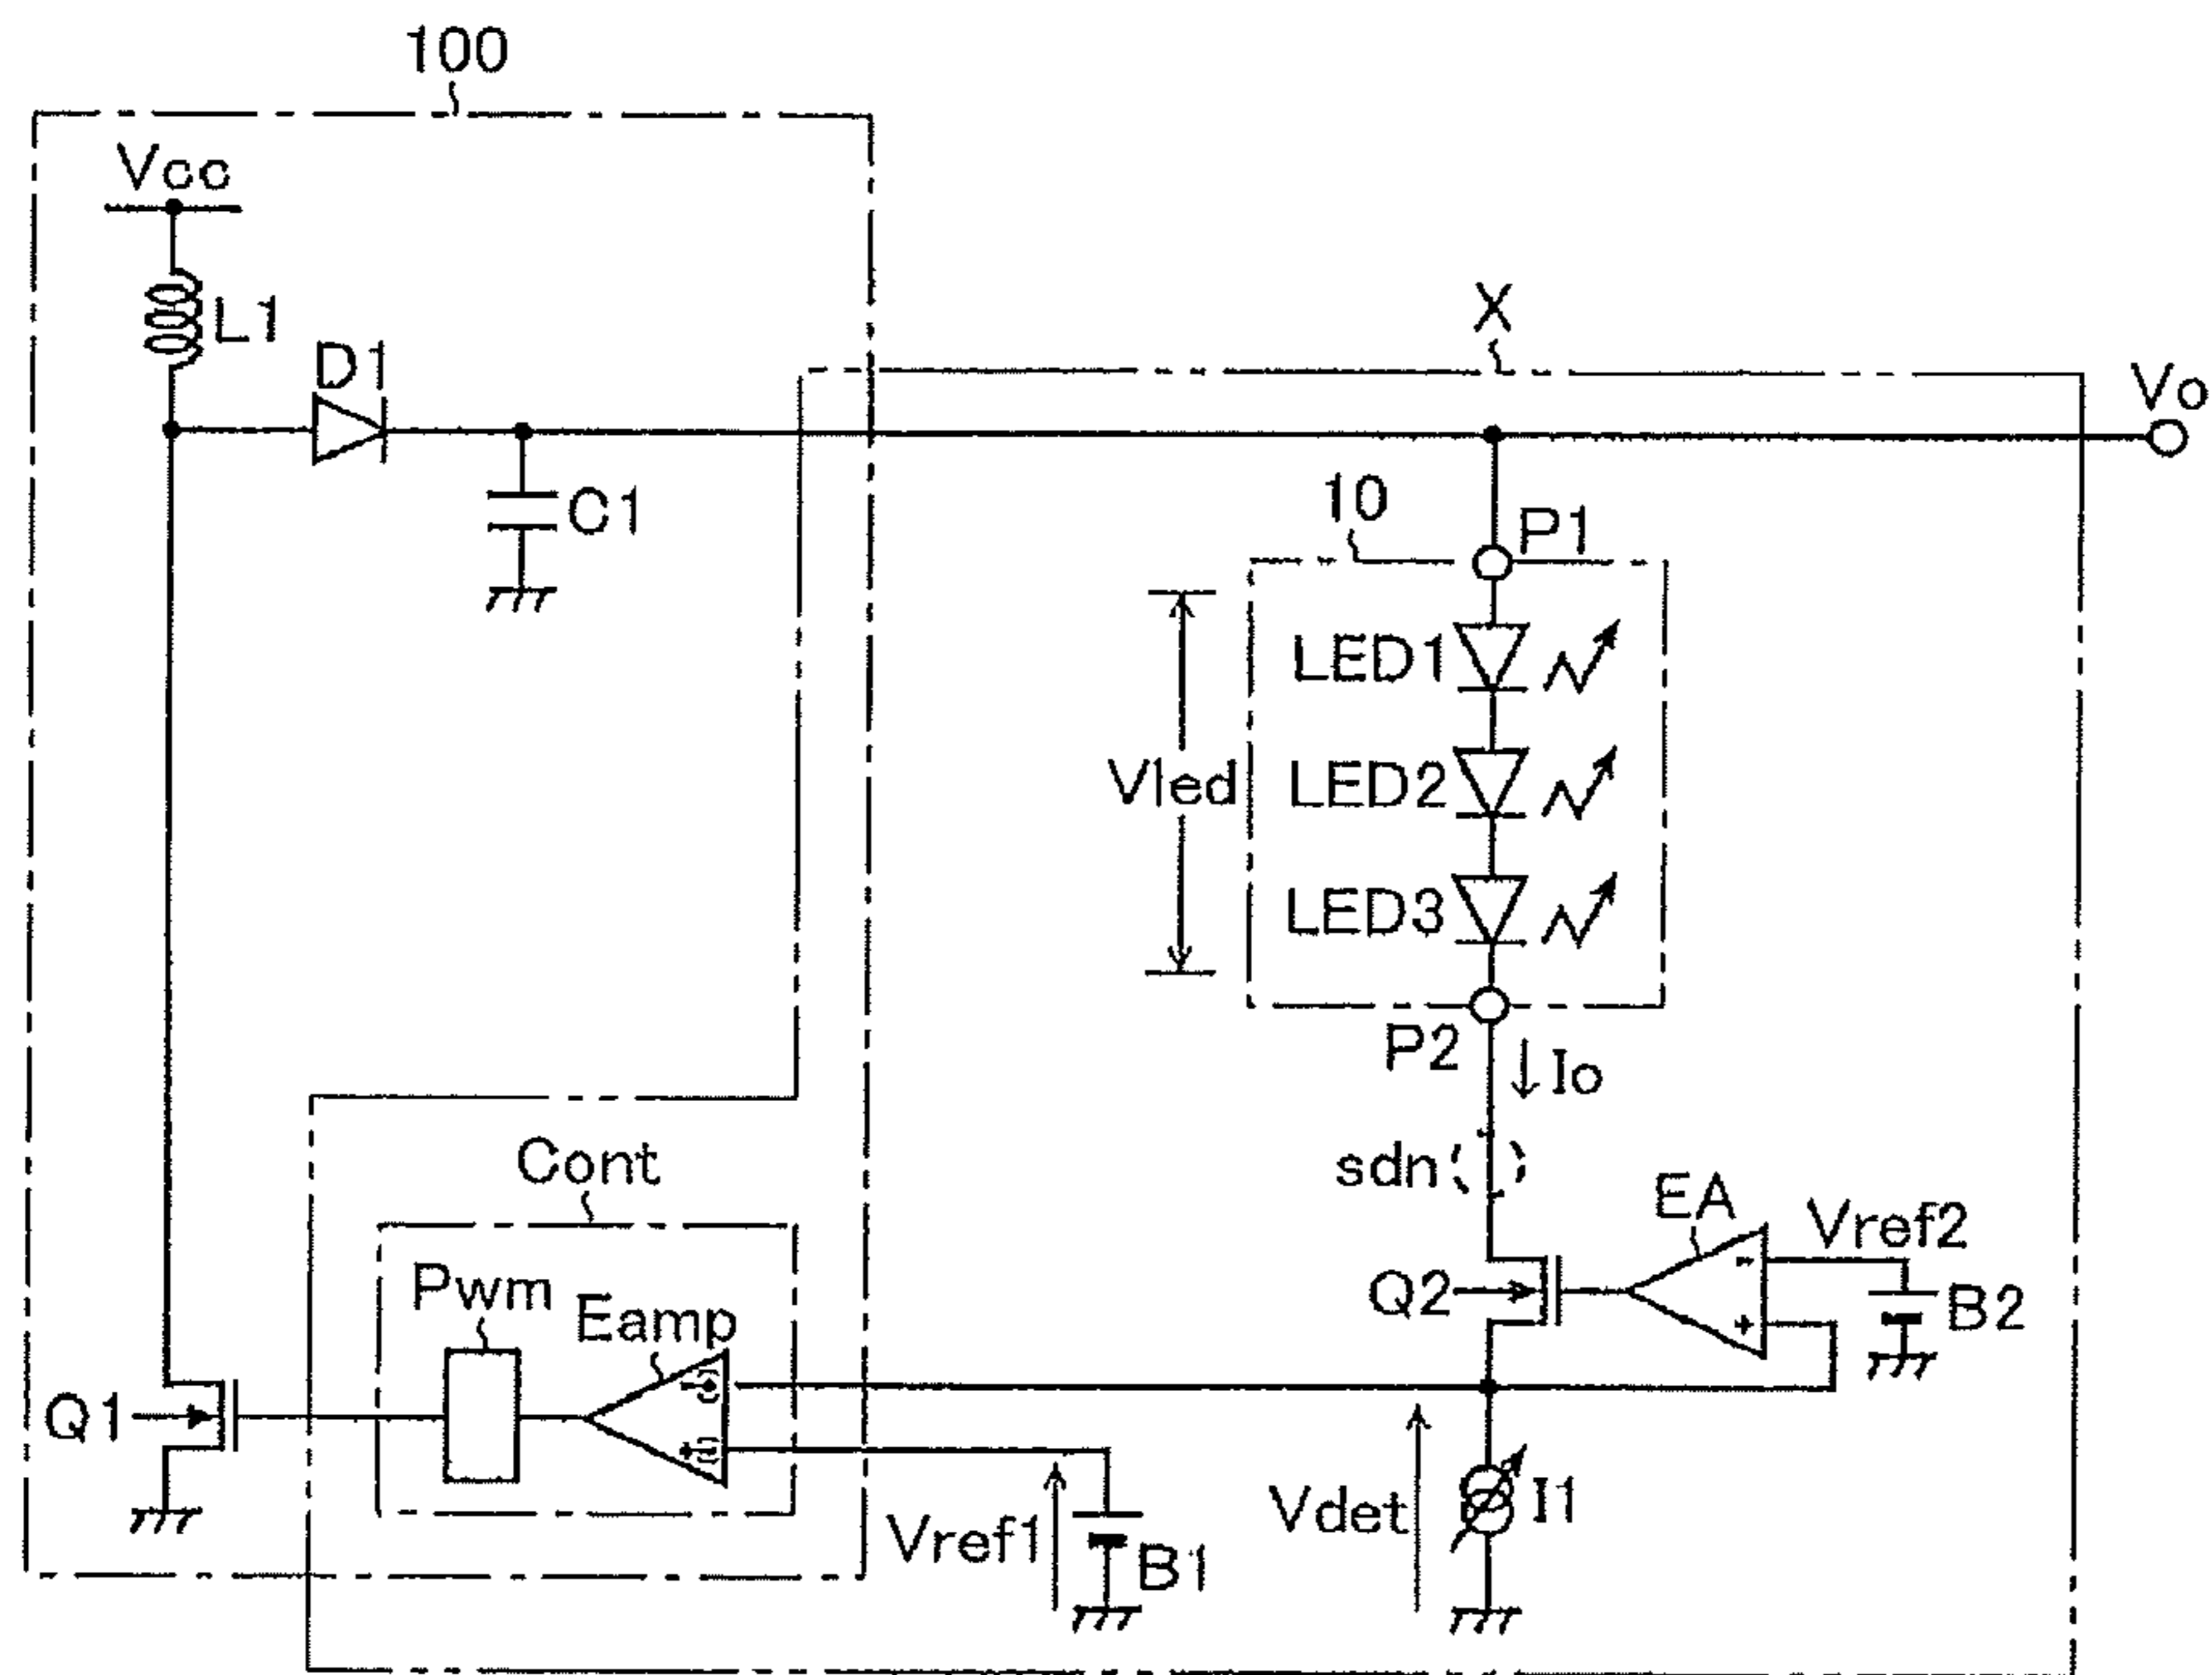 100
Vcc
L1
D1
X
Vo
C1
10
P1
LED1
Vled
LED2
LED3
P2
Io
Cont
sdn
EA
Vref2
Pwm
Eamp
Q2
-
+
B2
Q1
Vref1
B1
Vdet
I1